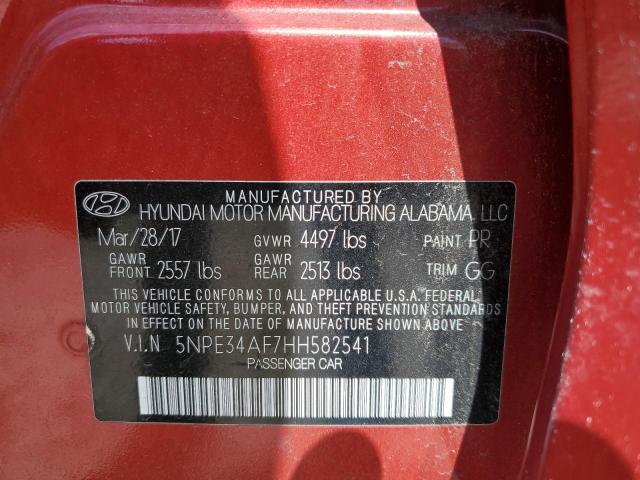 MANUFACTURED BY
HYUNDAI MOTOR MANUFACTURING ALABAMA, LLC
Mar/28/17 GVWR 4497 lbs PAINT PR
GAWR FRONT 2557 lbs GAWR REAR 2513 lbs TRIM GG
THIS VEHICLE CONFORMS TO ALL APPLICABLE U.S.A. FEDERAL
MOTOR VEHICLE SAFETY, BUMPER, AND THEFT PREVENTION STANDARDS
IN EFFECT ON THE DATE OF MANUFACTURE SHOWN ABOVE.
V.I.N 5NPE34AF7HH582541
PASSENGER CAR